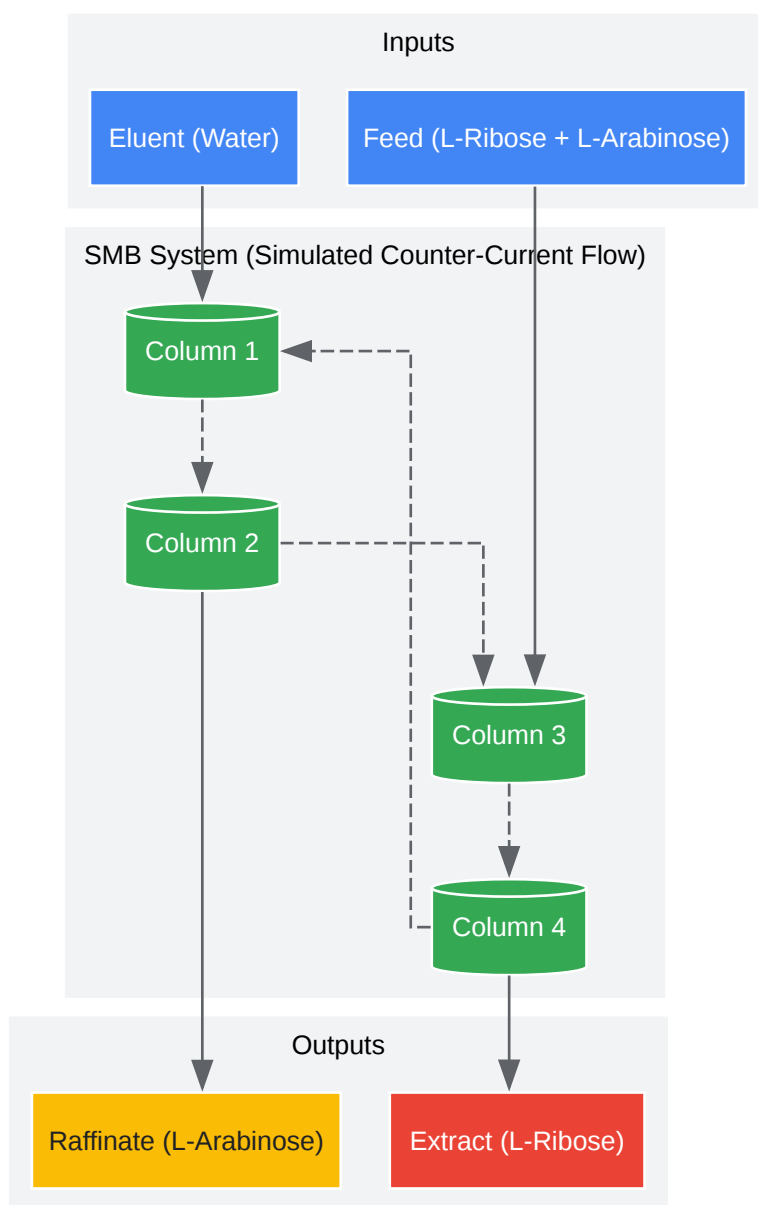 Inputs
Eluent (Water)
Feed (L-Ribose + L-Arabinose)
SMB System (Simulated Counter-Current Flow)
Column 1
Column 2
Column 3
Column 4
Outputs
Raffinate (L-Arabinose)
Extract (L-Ribose)